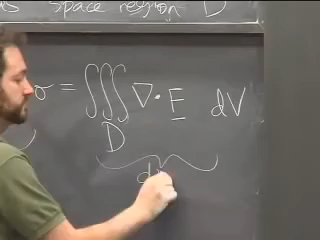 space region D
σ = ∭ ∇ · E dV
D
d